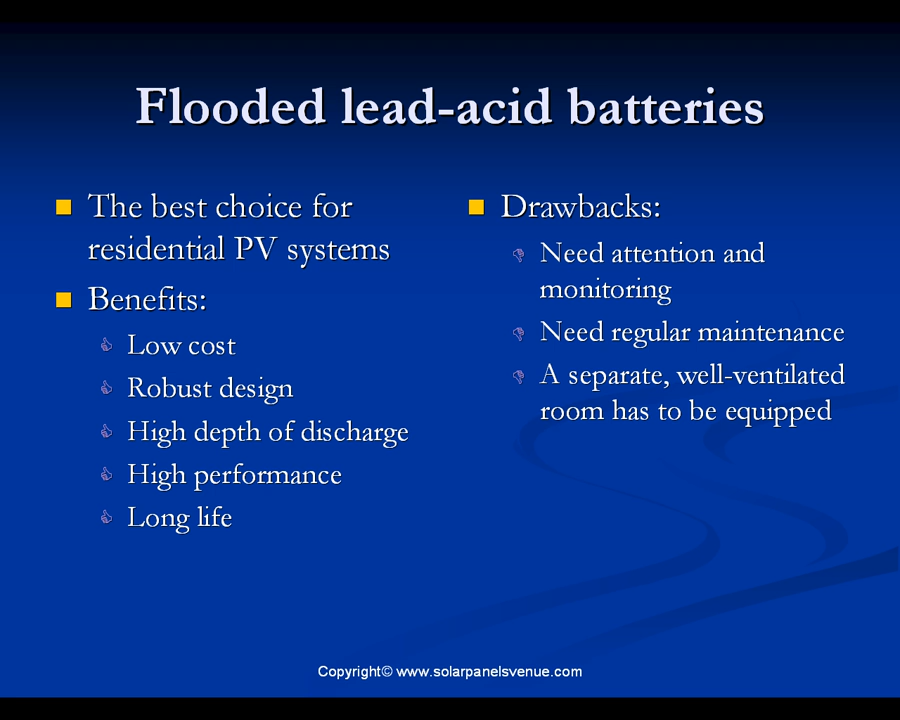 Flooded lead-acid batteries
The best choice for
residential PV systems
Benefits:
Low cost
Robust design
High depth of discharge
High performance
Long life
Drawbacks:
Need attention and
monitoring
Need regular maintenance
A separate, well-ventilated
room has to be equipped
Copyright© www.solarpanelsvenue.com